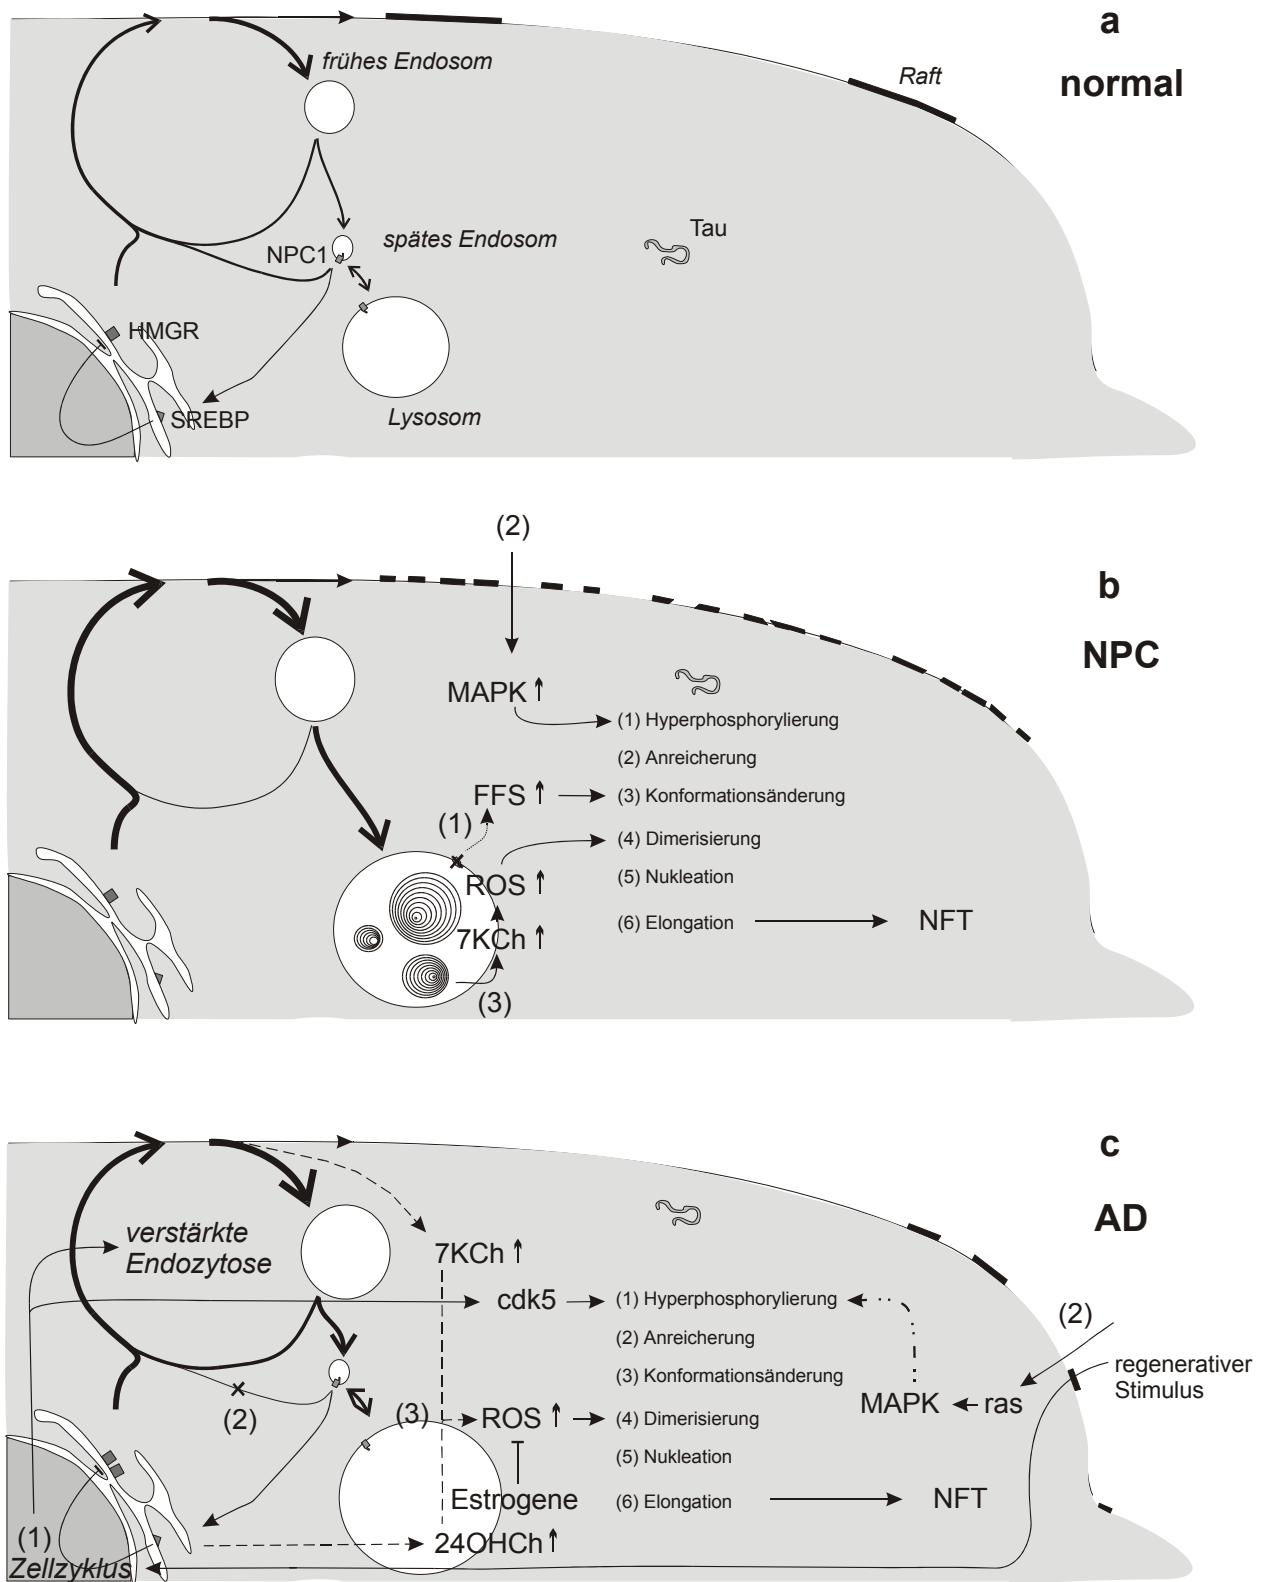 a
normal
frühes Endosom
Raft
Tau
spätes Endosom
NPC1
HMGR
SREBP
Lysosom
(2)
b
NPC
MAPK
(1) Hyperphosphorylierung
(2) Anreicherung
FFS
(3) Konformationsänderung
(1)
(4) Dimerisierung
ROS
(5) Nukleation
7KCh
(6) Elongation
NFT
(3)
c
AD
verstärkte
Endozytose
7KCh
cdk5
(1) Hyperphosphorylierung
(2)
(2) Anreicherung
regenerativer
Stimulus
(3) Konformationsänderung
MAPK
ras
(2)
(3)
ROS
(4) Dimerisierung
(5) Nukleation
Estrogene
(6) Elongation
NFT
(1)
24OHCh
Zellzyklus